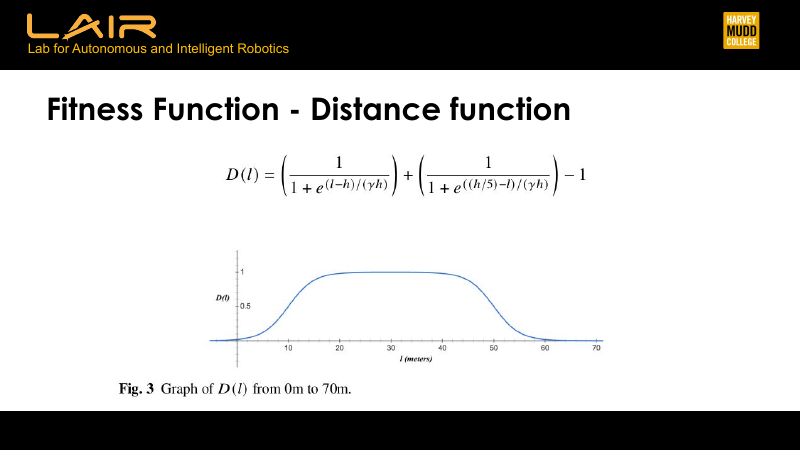 LAIR
Lab for Autonomous and Intelligent Robotics
HARVEY
MUDD
COLLEGE
Fitness Function - Distance function
D(l) = (1 / (1 + e^{(l−h)/(γh)})) + (1 / (1 + e^{((h/5)−l)/(γh)})) − 1
1
D(l)
0.5
10 20 30 40 50 60 70
l (meters)
Fig. 3 Graph of D(l) from 0m to 70m.